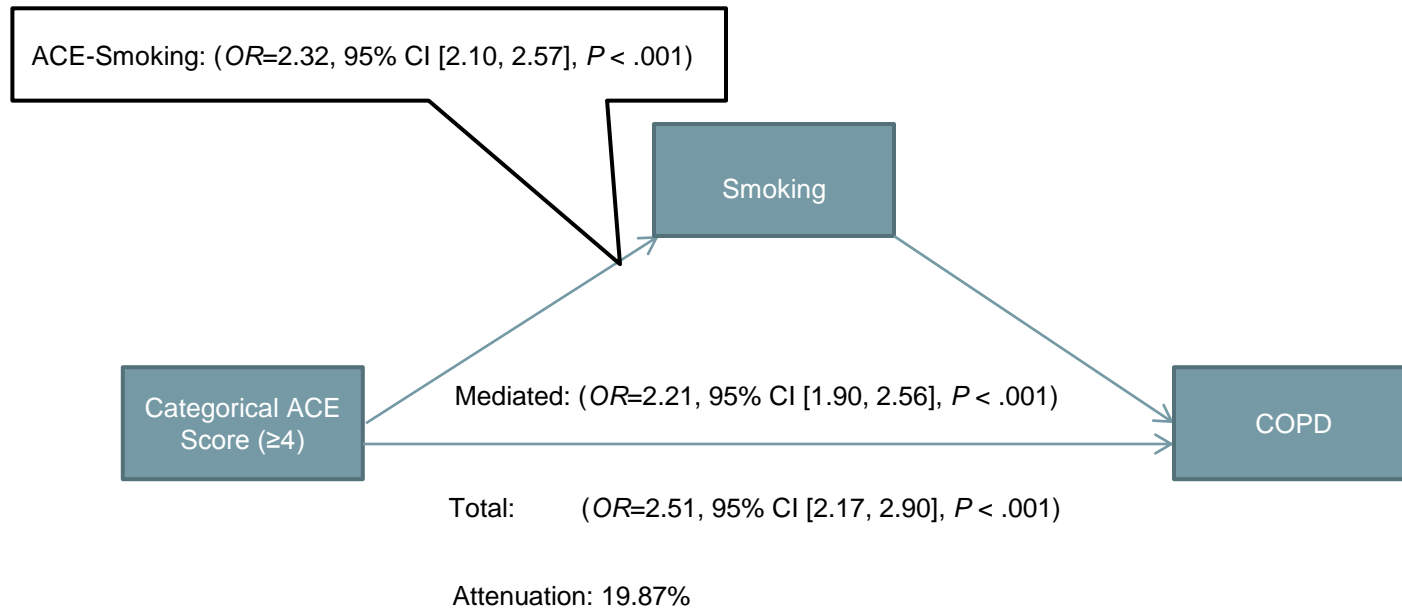 ACE-Smoking: (OR=2.32, 95% CI [2.10, 2.57], P < .001)
Smoking
Categorical ACE
Score (≥4)
Mediated: (OR=2.21, 95% CI [1.90, 2.56], P < .001)
COPD
Total: (OR=2.51, 95% CI [2.17, 2.90], P < .001)
Attenuation: 19.87%